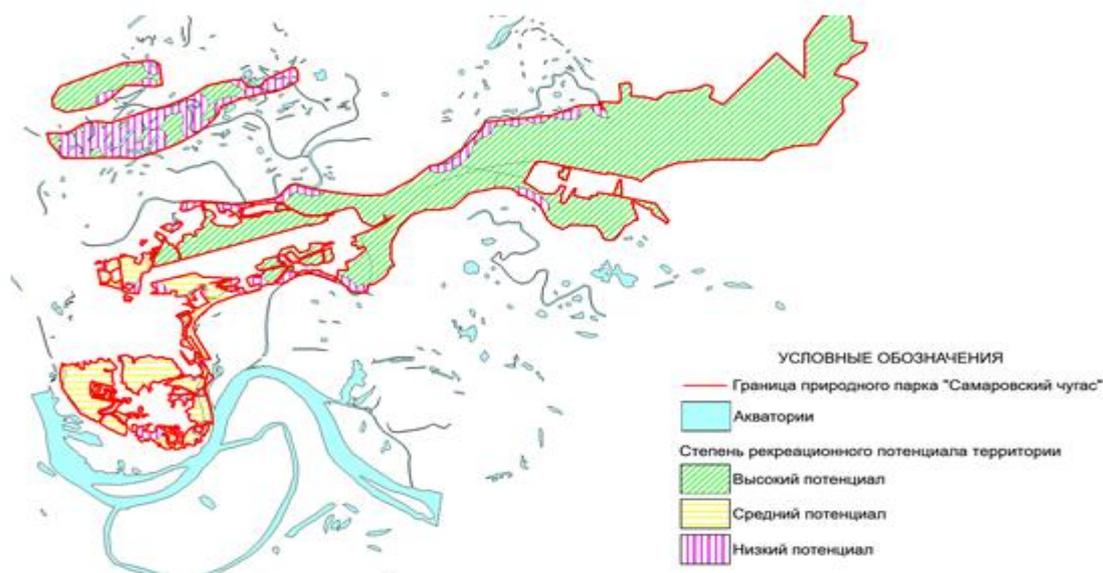 УСЛОВНЫЕ ОБОЗНАЧЕНИЯ
Граница природного парка "Самаровский чугас"
Акватории
Степень рекреационного потенциала территории
Высокий потенциал
Средний потенциал
Низкий потенциал